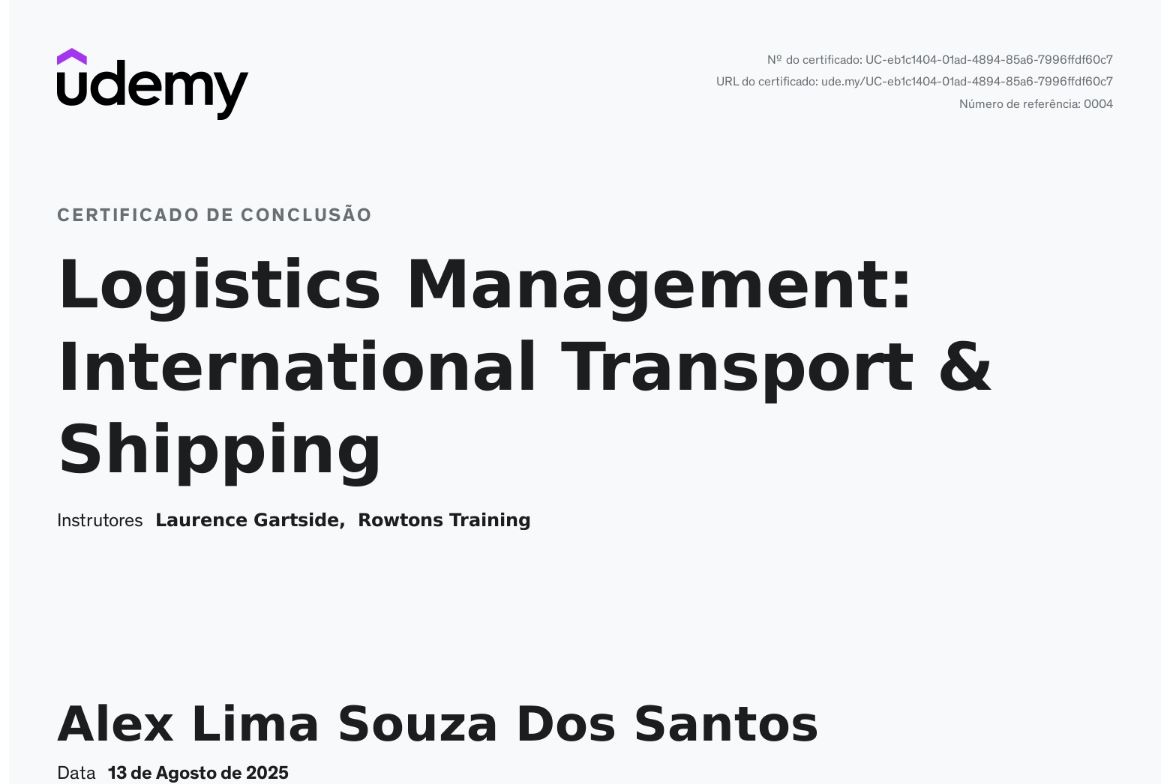 udemy
Nº do certificado: UC-eb1c1404-01ad-4894-85a6-7996ffdf60c7
URL do certificado: ude.my/UC-eb1c1404-01ad-4894-85a6-7996ffdf60c7
Número de referência: 0004
CERTIFICADO DE CONCLUSÃO
Logistics Management:
International Transport &
Shipping
Instrutores Laurence Gartside, Rowtons Training
Alex Lima Souza Dos Santos
Data 13 de Agosto de 2025